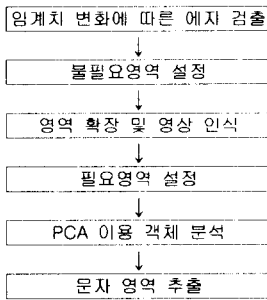 임계치 변화에 따른 에자 검출
불필요영역 설정
영역 확장 및 영상 인식
필요영역 설정
PCA 이용 객체 분석
문자 영역 추출